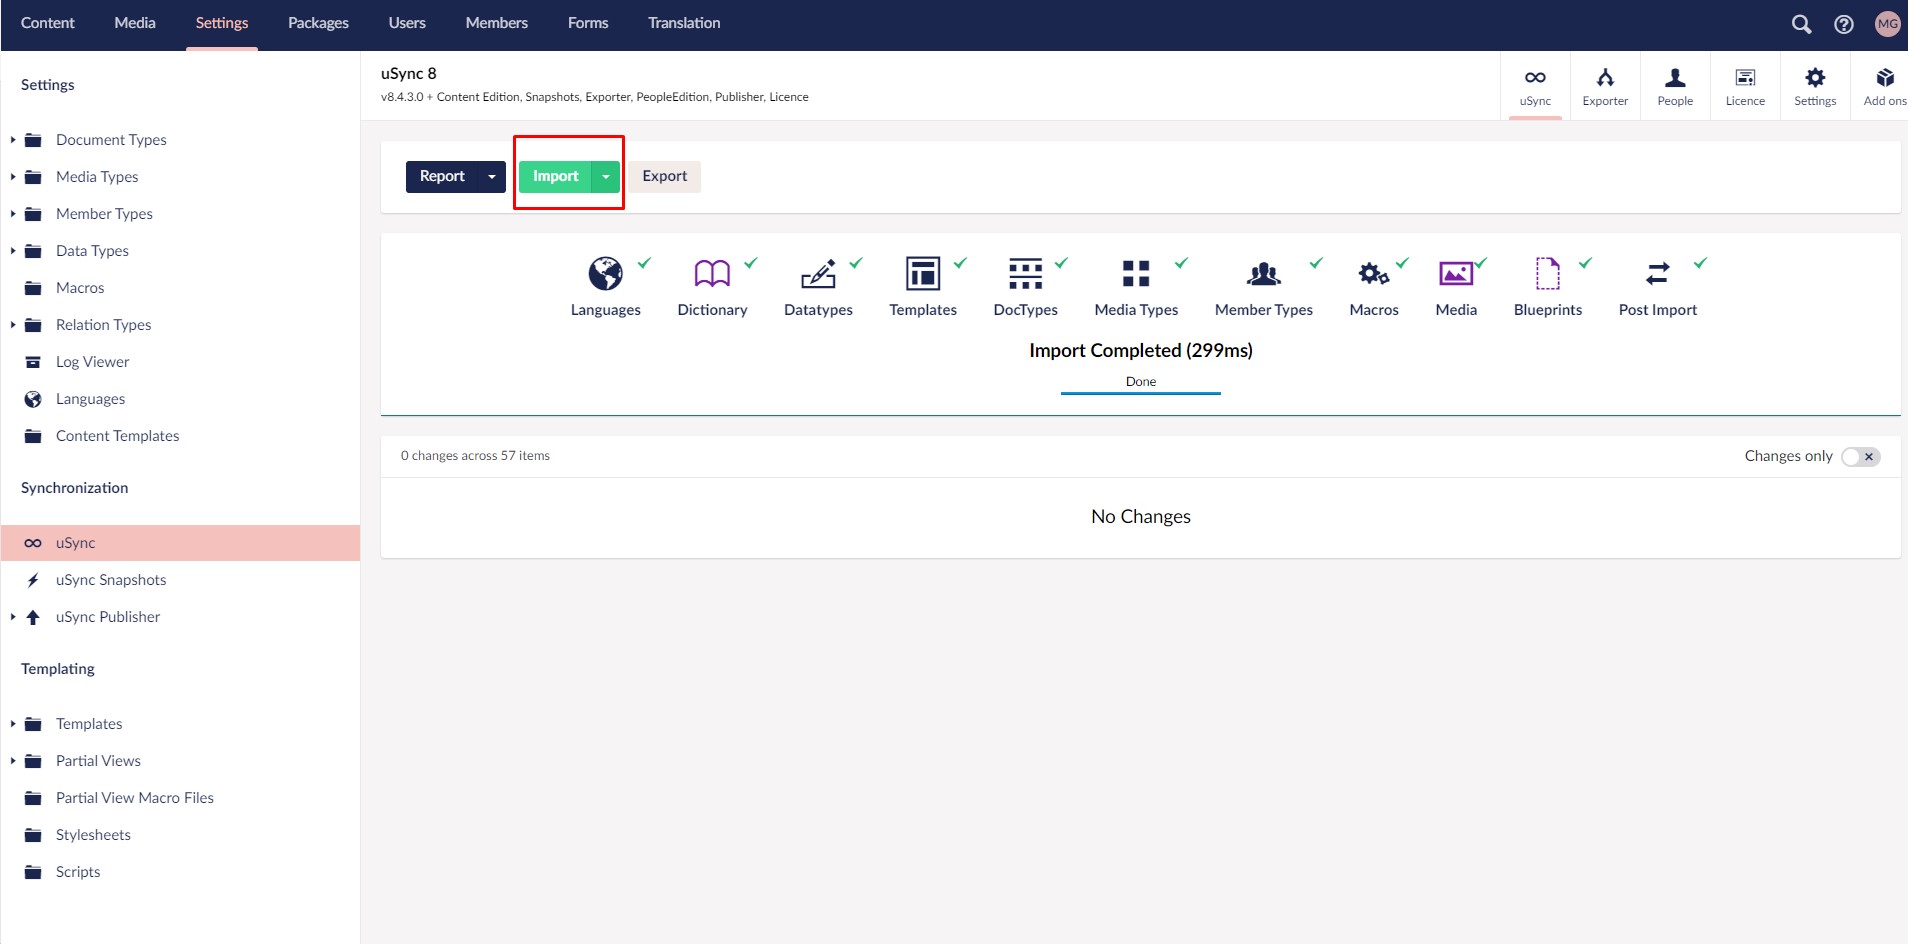 Content Media Settings Packages Users Members Forms Translation MG
Settings
Document Types
Media Types
Member Types
Data Types
Macros
Relation Types
Log Viewer
Languages
Content Templates
Synchronization
uSync
uSync Snapshots
uSync Publisher
Templating
Templates
Partial Views
Partial View Macro Files
Stylesheets
Scripts
uSync 8
v8.4.3.0 + Content Edition, Snapshots, Exporter, PeopleEdition, Publisher, Licence
uSync Exporter People Licence Settings Add ons
Report Import Export
Languages Dictionary Datatypes Templates DocTypes Media Types Member Types Macros Media Blueprints Post Import
Import Completed (299ms)
Done
0 changes across 57 items Changes only
No Changes